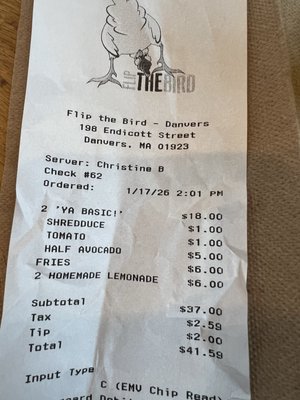 FLIP THE BIRD
Flip the Bird - Danvers
198 Endicott Street
Danvers, MA 01923
Server: Christine B
Check #62
Ordered: 1/17/26 2:01 PM
2 'YA BASIC!' $18.00
SHREDDUCE $1.00
TOMATO $1.00
HALF AVOCADO $5.00
FRIES $6.00
2 HOMEMADE LEMONADE $6.00
Subtotal $37.00
Tax $2.59
Tip $2.00
Total $41.59
Input Type
C (EMV Chip Read)